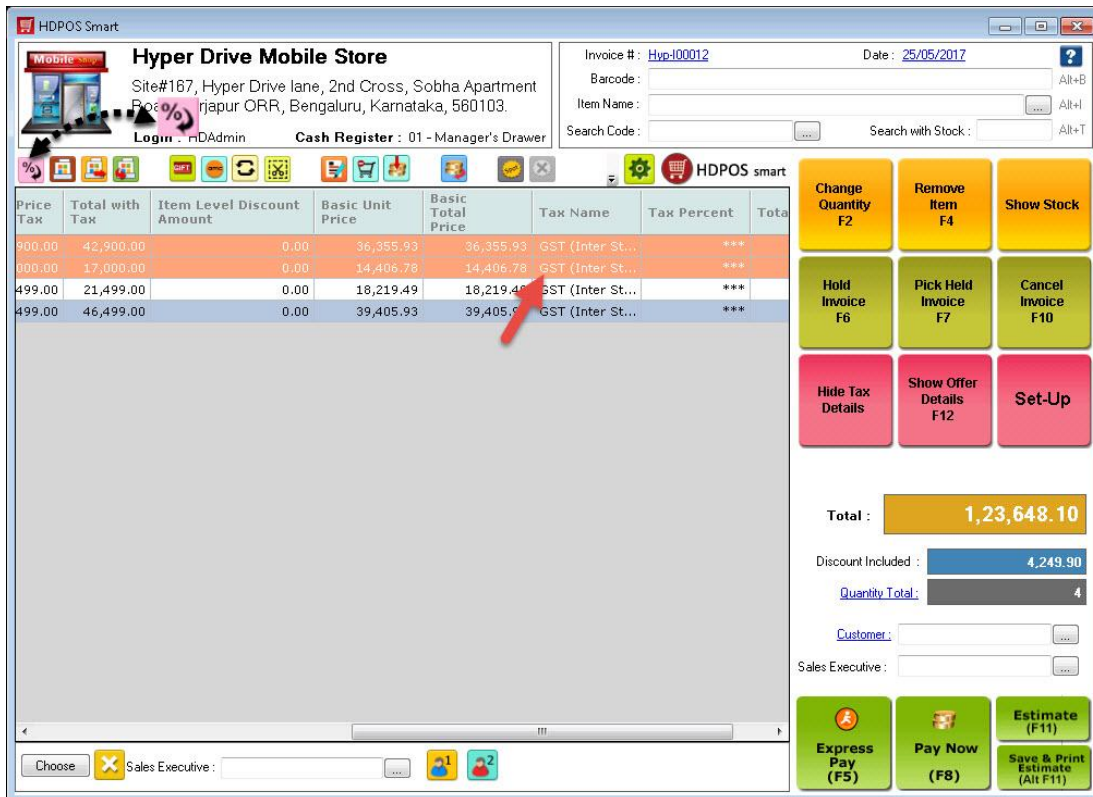 HDPOS Smart
Mobile Shop
Hyper Drive Mobile Store
Site#167, Hyper Drive lane, 2nd Cross, Sobha Apartment
rjapur ORR, Bengaluru, Karnataka, 560103.
Login : HDAdmin Cash Register : 01 - Manager's Drawer
Invoice # : Hyp-I00012 Date : 25/05/2017 ?
Barcode : Alt+B
Item Name : ... Alt+I
Search Code : ... Search with Stock : Alt+T
% % GIFT HDPOS smart
Price Tax Total with Tax Item Level Discount Amount Basic Unit Price Basic Total Price Tax Name Tax Percent Tota
900.00 42,900.00 0.00 36,355.93 36,355.93 GST (Inter St... ***
000.00 17,000.00 0.00 14,406.78 14,406.78 GST (Inter St... ***
499.00 21,499.00 0.00 18,219.49 18,219.49 GST (Inter St... ***
499.00 46,499.00 0.00 39,405.93 39,405.93 GST (Inter St... ***
Change Quantity F2
Remove Item F4
Show Stock
Hold Invoice F6
Pick Held Invoice F7
Cancel Invoice F10
Hide Tax Details
Show Offer Details F12
Set-Up
Total : 1,23,648.10
Discount Included : 4,249.90
Quantity Total : 4
Customer : ...
Sales Executive : ...
Express Pay (F5)
Pay Now (F8)
Estimate (F11)
Save & Print Estimate (Alt F11)
Choose Sales Executive : ... 1 2